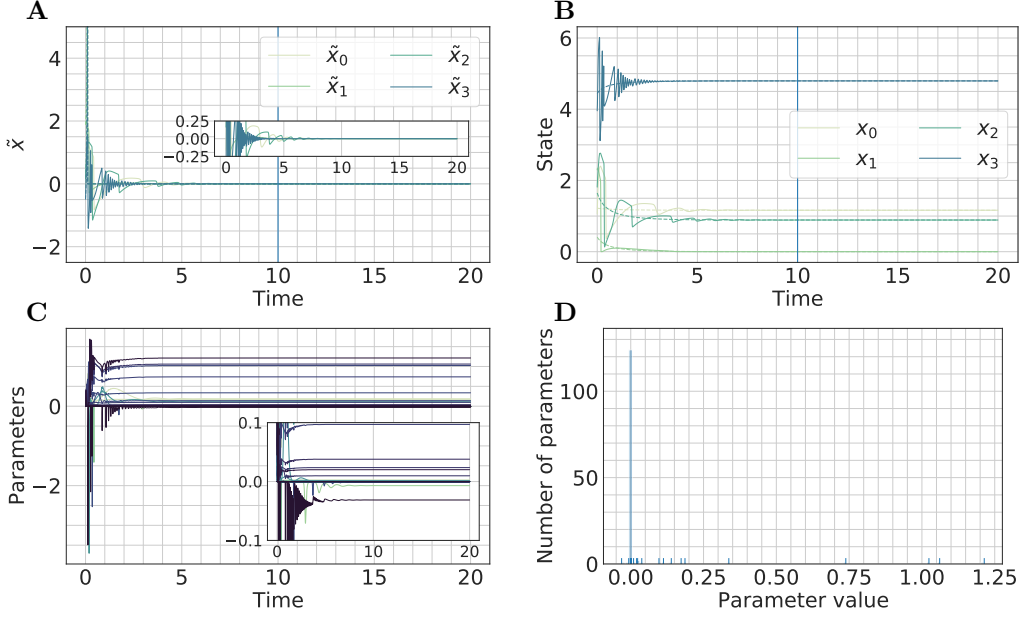 A
x̃
4
2
0
−2
x̃0 x̃2
x̃1 x̃3
0.25
0.00
−0.25
0 5 10 15 20
0 5 10 15 20
Time
B
State
6
4
2
0
x0 x2
x1 x3
0 5 10 15 20
Time
C
Parameters
0
−2
0.1
0.0
−0.1
0 10 20
0 5 10 15 20
Time
D
Number of parameters
100
50
0
0.00 0.25 0.50 0.75 1.00 1.25
Parameter value